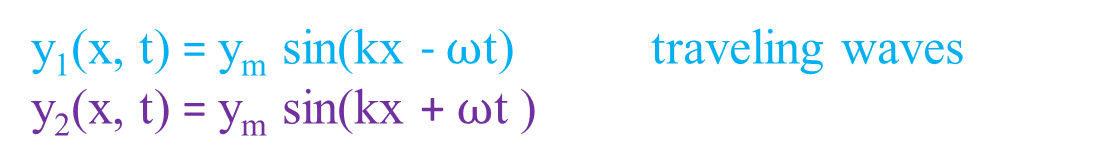 y₁(x, t) = yₘ sin(kx - ωt) traveling waves
y₂(x, t) = yₘ sin(kx + ωt )